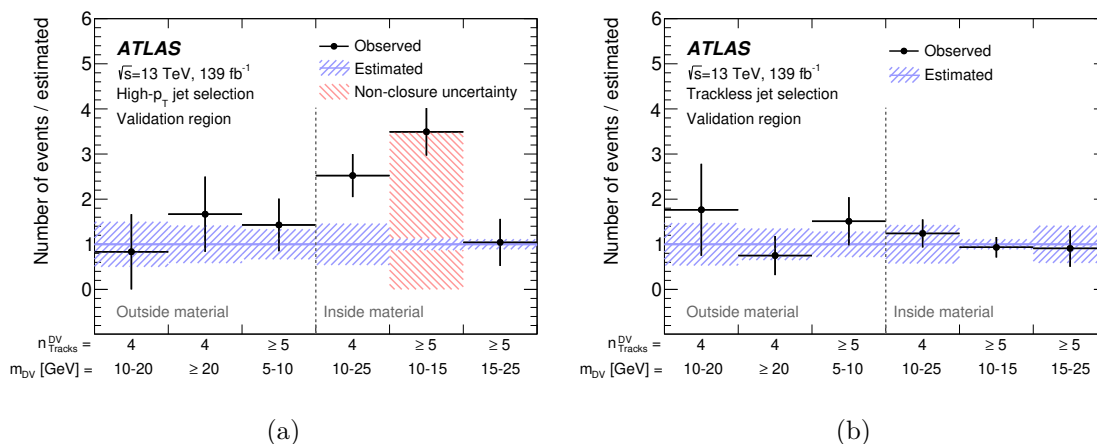 Number of events / estimated
6
5
4
3
2
1
0
ATLAS
√s=13 TeV, 139 fb⁻¹
High-p_T jet selection
Validation region
Observed
Estimated
Non-closure uncertainty
Outside material
Inside material
n^DV_Tracks = 4 4 ≥ 5 4 ≥ 5 ≥ 5
m_DV [GeV] = 10-20 ≥ 20 5-10 10-25 10-15 15-25
(a)
Number of events / estimated
6
5
4
3
2
1
0
ATLAS
√s=13 TeV, 139 fb⁻¹
Trackless jet selection
Validation region
Observed
Estimated
Outside material
Inside material
n^DV_Tracks = 4 4 ≥ 5 4 ≥ 5 ≥ 5
m_DV [GeV] = 10-20 ≥ 20 5-10 10-25 10-15 15-25
(b)